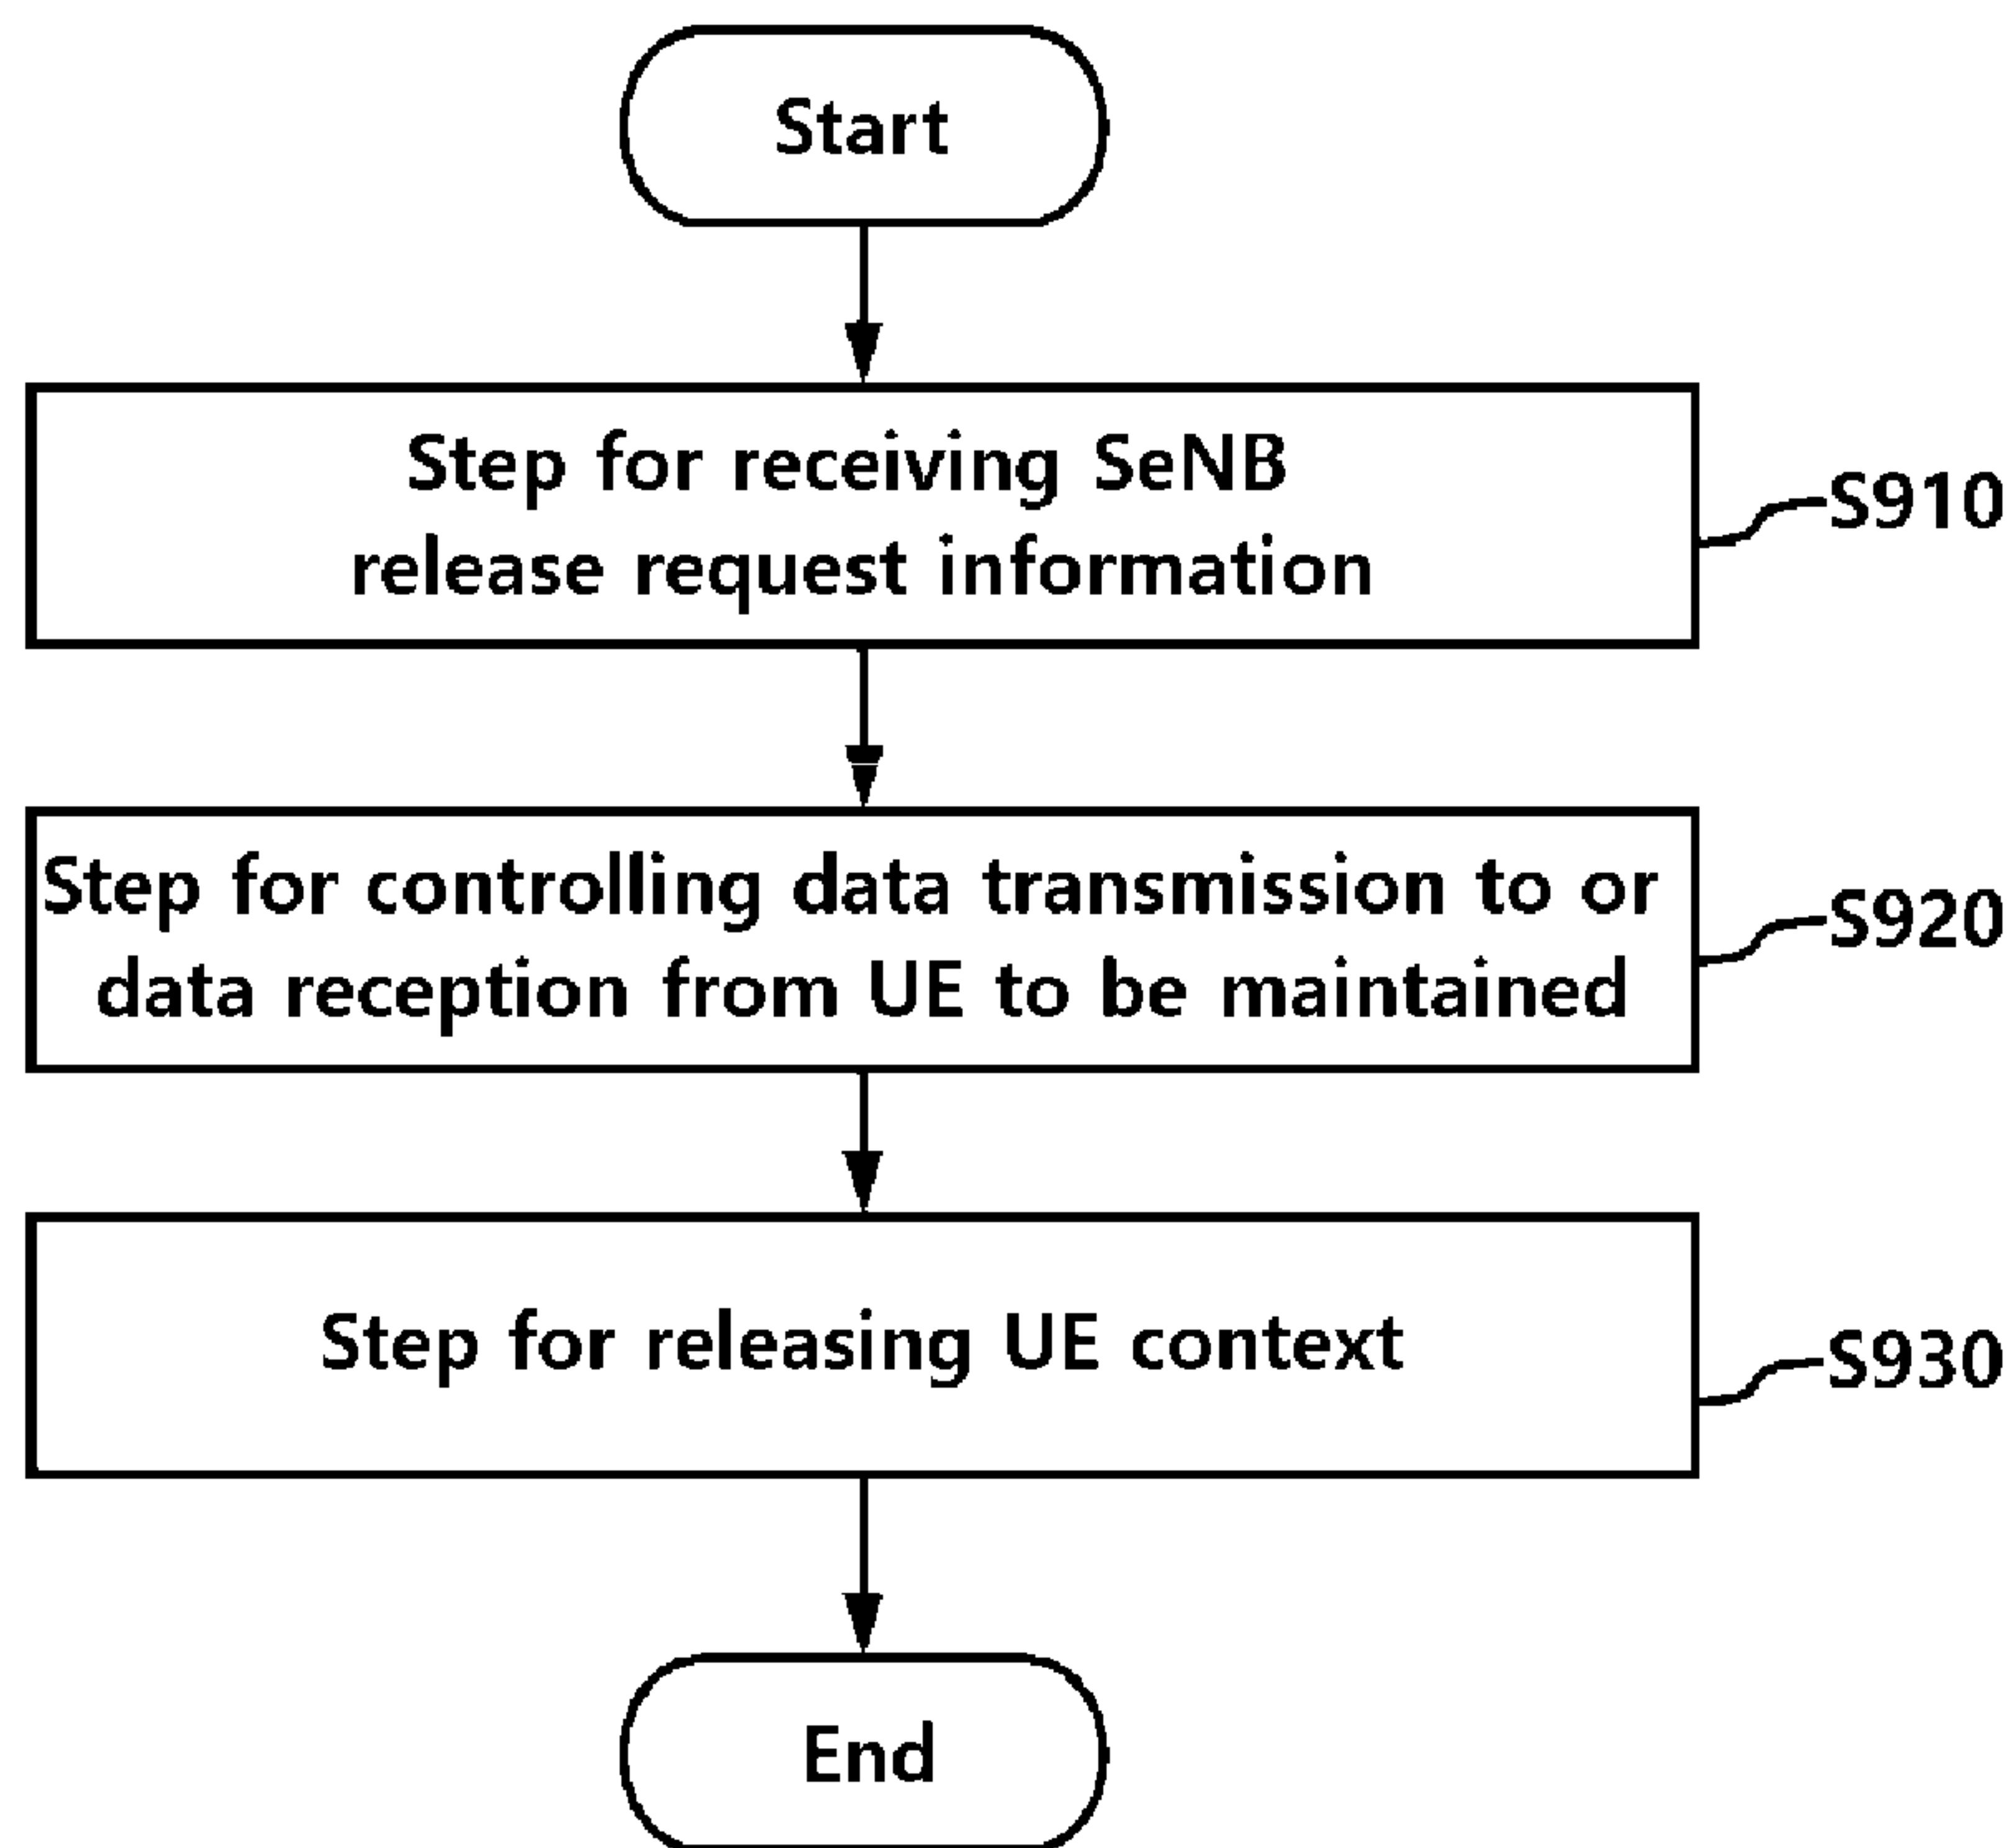 Start
Step for receiving SeNB
release request information
S910
Step for controlling data transmission to or
data reception from UE to be maintained
S920
Step for releasing UE context
S930
End